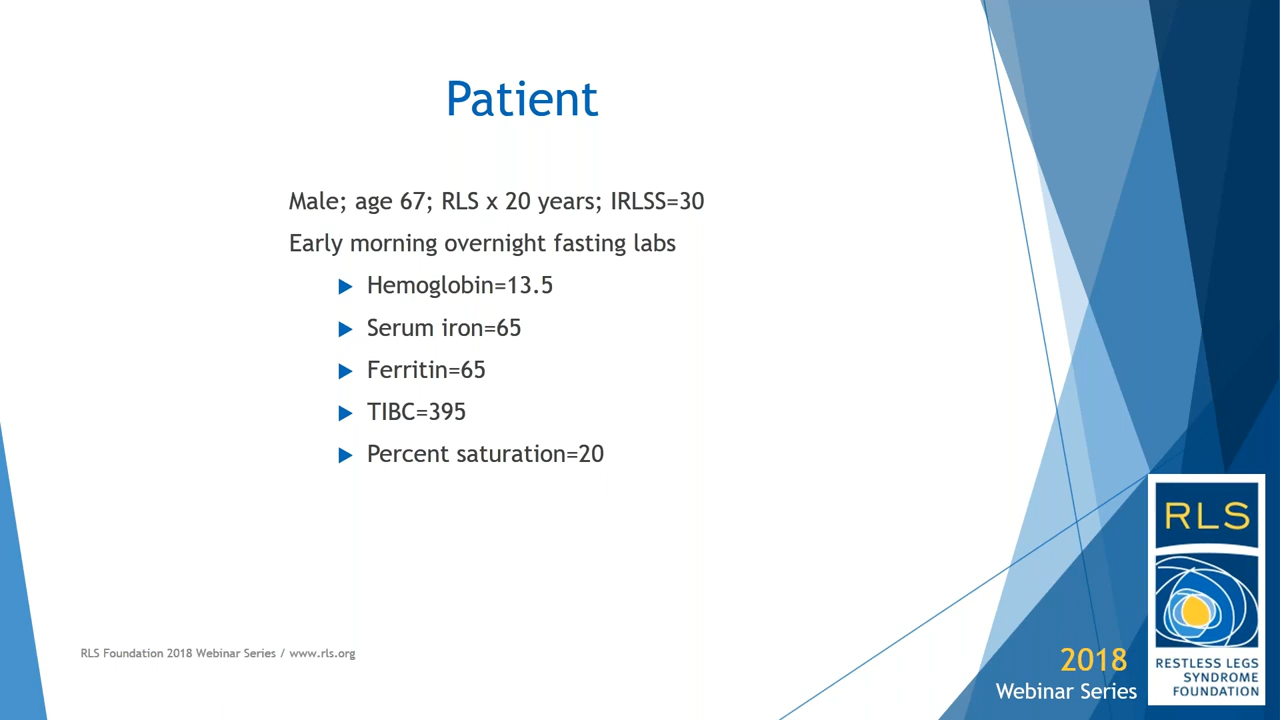 Patient
Male; age 67; RLS x 20 years; IRLSS=30
Early morning overnight fasting labs
Hemoglobin=13.5
Serum iron=65
Ferritin=65
TIBC=395
Percent saturation=20
RLS Foundation 2018 Webinar Series / www.rls.org
2018
Webinar Series
RLS
RESTLESS LEGS
SYNDROME
FOUNDATION